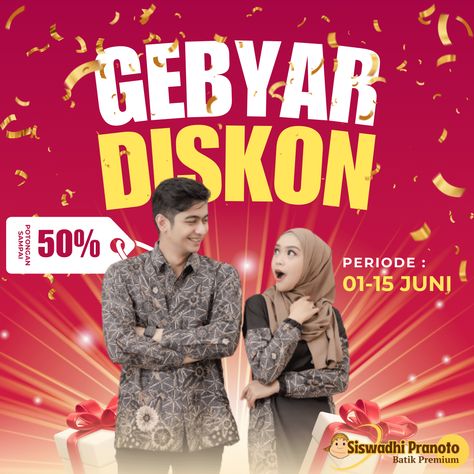 GEBYAR
DISKON
POTONGAN
SAMPAI
50%
PERIODE :
01-15 JUNI
Siswadhi Pranoto
Batik Premium